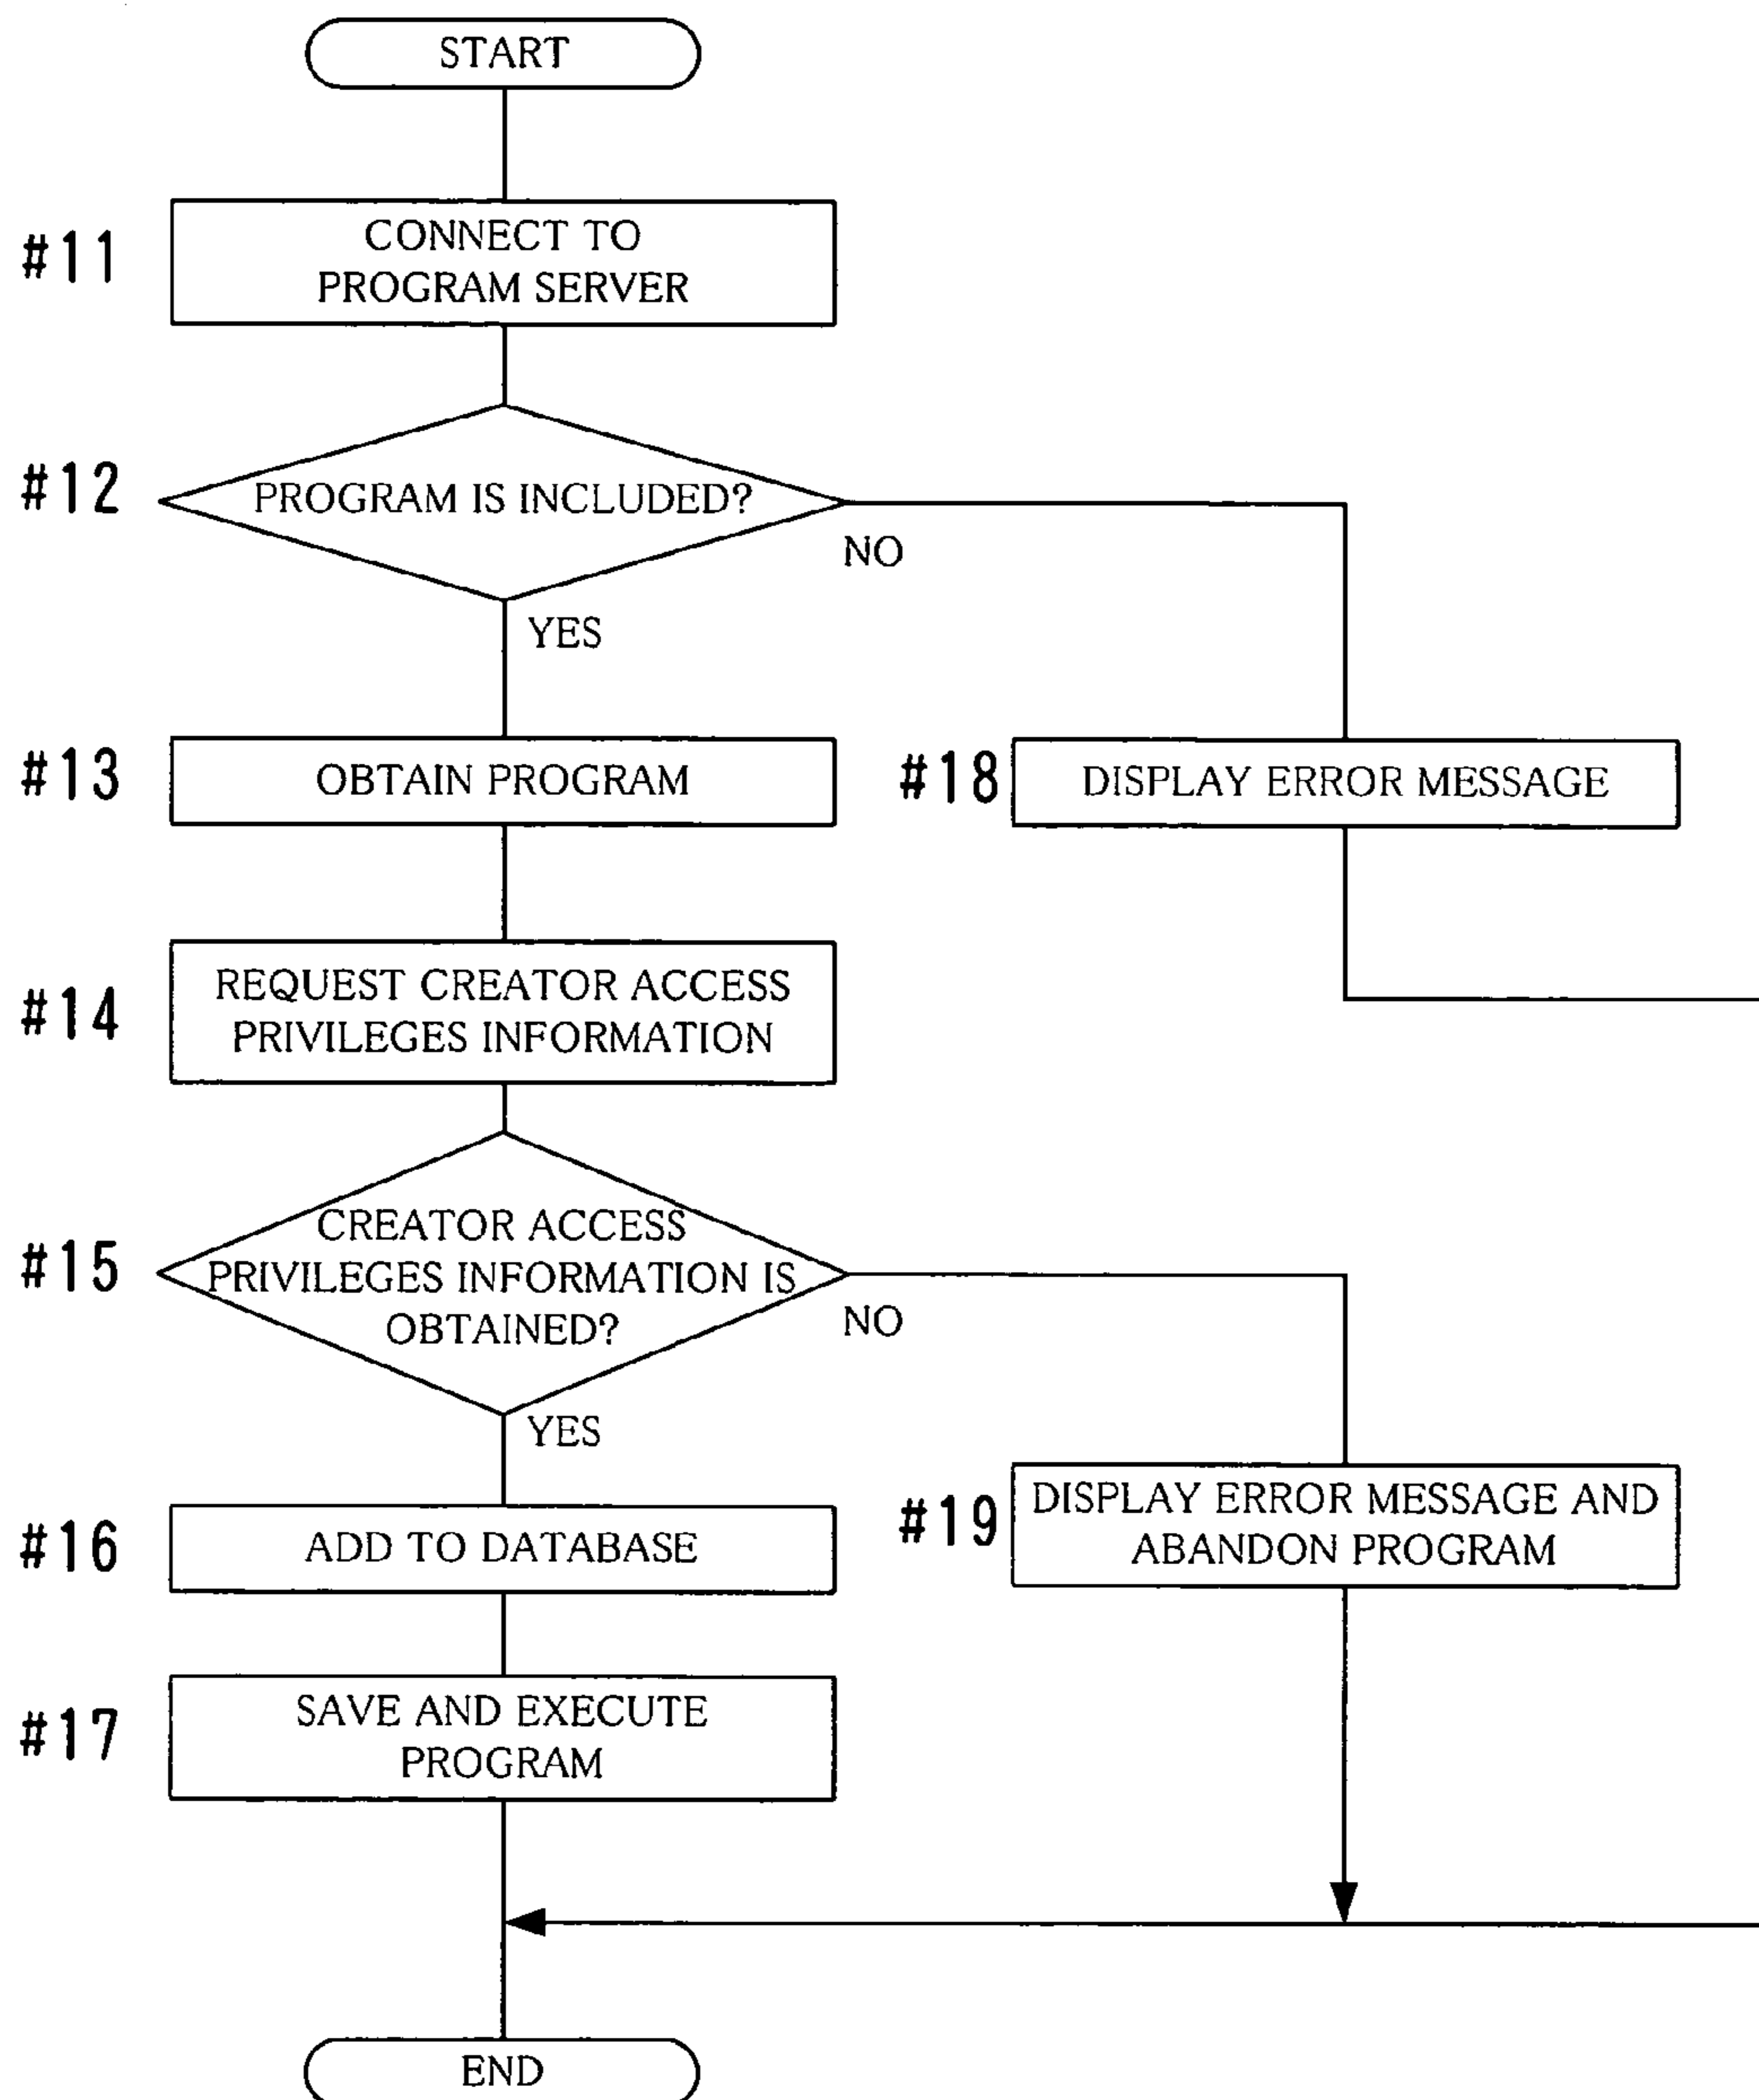 START
#11
CONNECT TO
PROGRAM SERVER
#12
PROGRAM IS INCLUDED?
NO
YES
#13
OBTAIN PROGRAM
#18
DISPLAY ERROR MESSAGE
#14
REQUEST CREATOR ACCESS
PRIVILEGES INFORMATION
#15
CREATOR ACCESS
PRIVILEGES INFORMATION IS
OBTAINED?
NO
YES
#16
ADD TO DATABASE
#19
DISPLAY ERROR MESSAGE AND
ABANDON PROGRAM
#17
SAVE AND EXECUTE
PROGRAM
END